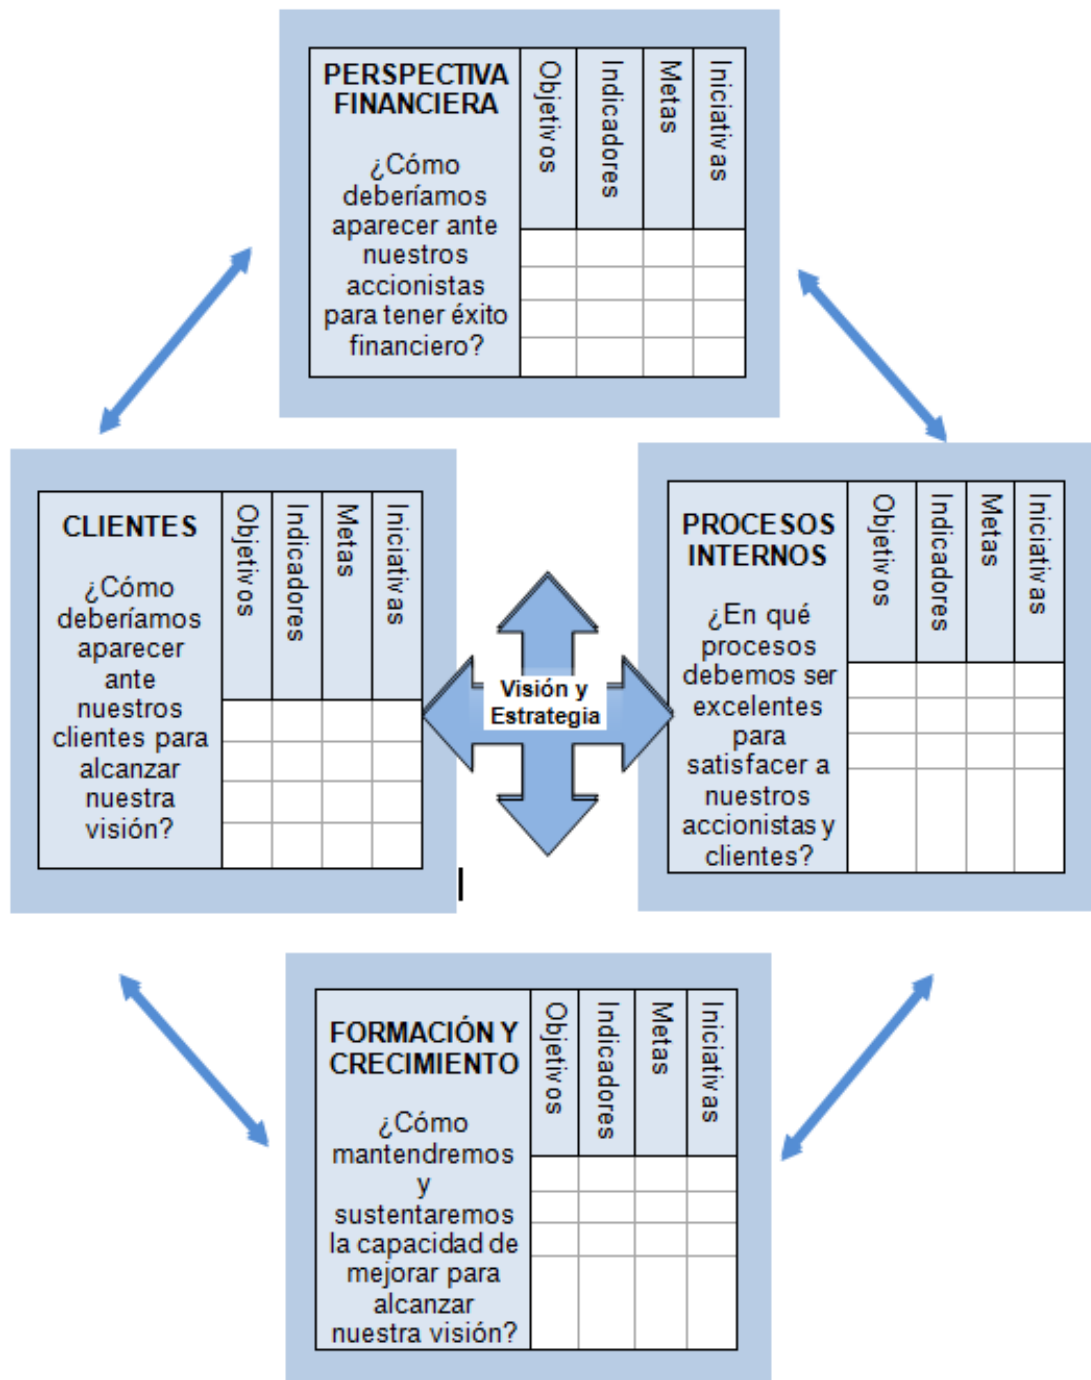 PERSPECTIVA
FINANCIERA
¿Cómo
deberíamos
aparecer ante
nuestros
accionistas
para tener éxito
financiero?
Objetivos
Indicadores
Metas
Iniciativas
CLIENTES
¿Cómo
deberíamos
aparecer
ante
nuestros
clientes para
alcanzar
nuestra
visión?
Objetivos
Indicadores
Metas
Iniciativas
Visión y
Estrategia
PROCESOS
INTERNOS
¿En qué
procesos
debemos ser
excelentes
para
satisfacer a
nuestros
accionistas y
clientes?
Objetivos
Indicadores
Metas
Iniciativas
FORMACIÓN Y
CRECIMIENTO
¿Cómo
mantendremos
y
sustentaremos
la capacidad de
mejorar para
alcanzar
nuestra visión?
Objetivos
Indicadores
Metas
Iniciativas